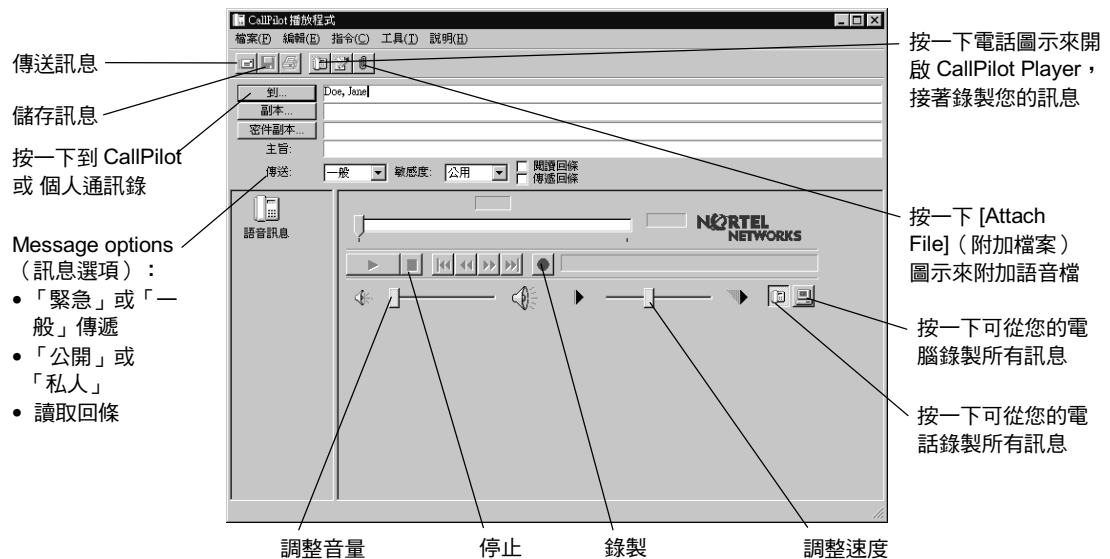 CallPilot 播放程式
檔案(F) 編輯(E) 指令(C) 工具(T) 說明(H)
到...
Doe, Jane
副本...
密件副本...
主旨:
傳送:
一般
敏感度:
公用
閱讀回條
傳遞回條
語音訊息
NORTEL
NETWORKS
傳送訊息
儲存訊息
按一下到 CallPilot
或 個人通訊錄
Message options
（訊息選項）：
• 「緊急」或「一
般」傳遞
• 「公開」或
「私人」
• 讀取回條
按一下電話圖示來開
啟 CallPilot Player，
接著錄製您的訊息
按一下 [Attach
File]（附加檔案）
圖示來附加語音檔
按一下可從您的電
腦錄製所有訊息
按一下可從您的電
話錄製所有訊息
調整音量
停止
錄製
調整速度